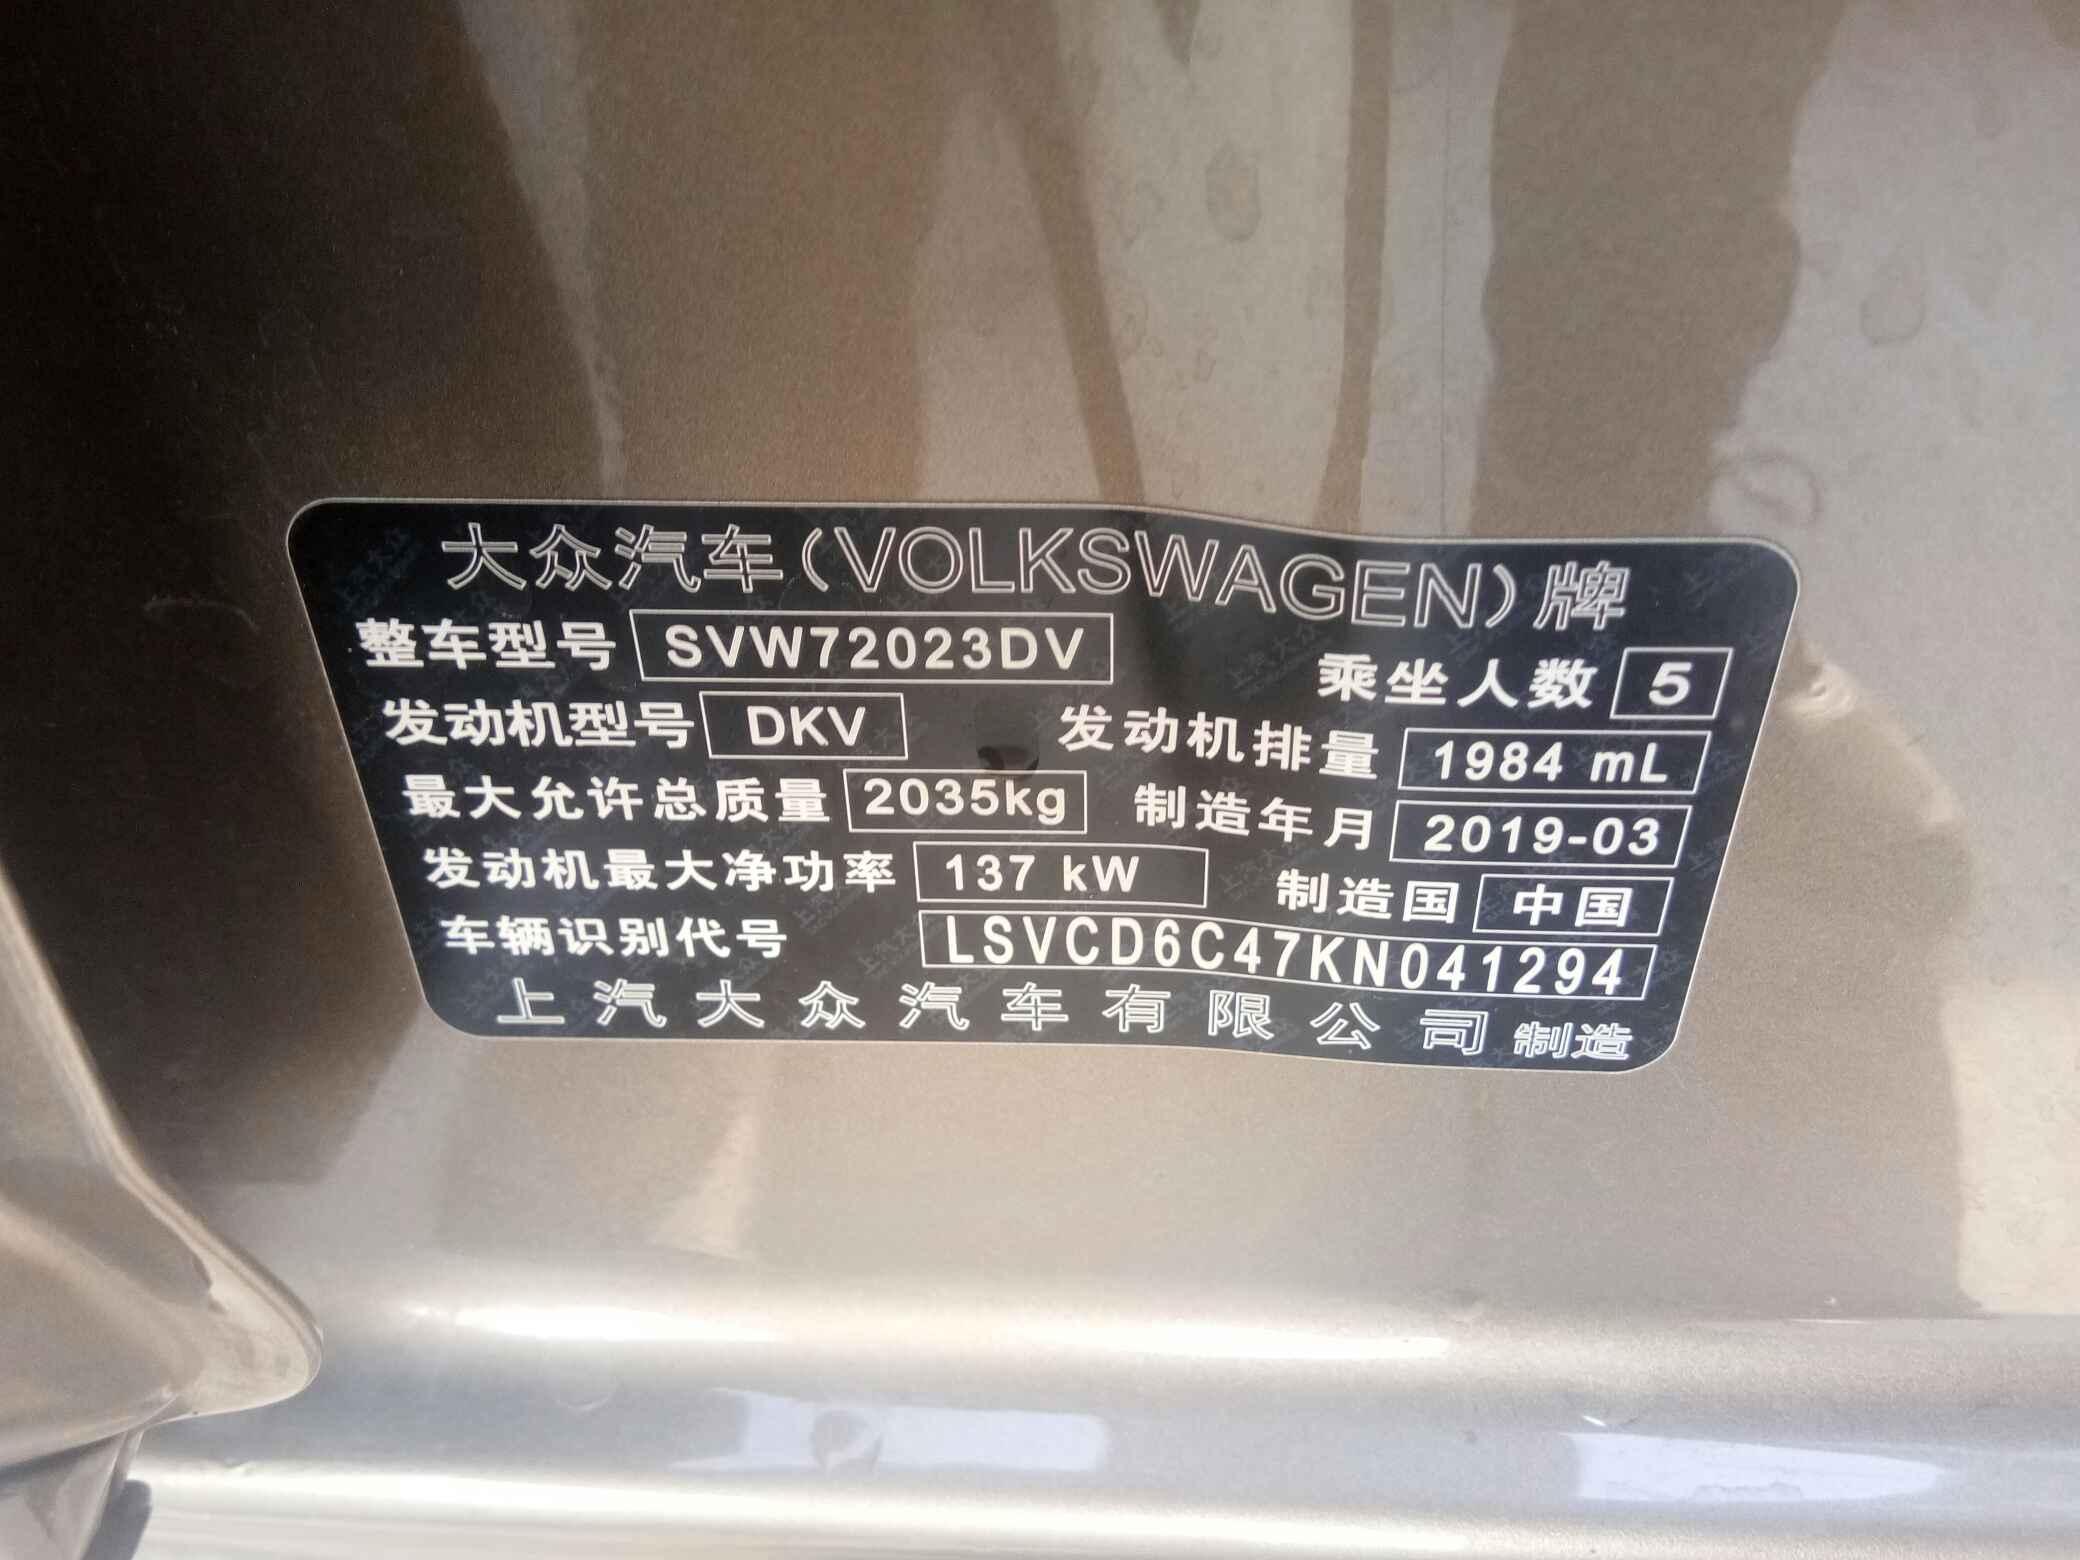 大众汽车(VOLKSWAGEN)牌
整车型号 SVW72023DV 乘坐人数 5
发动机型号 DKV 发动机排量 1984 mL
最大允许总质量 2035kg 制造年月 2019-03
发动机最大净功率 137 kW 制造国 中国
车辆识别代号 LSVCD6C47KN041294
上汽大众汽车有限公司 制造